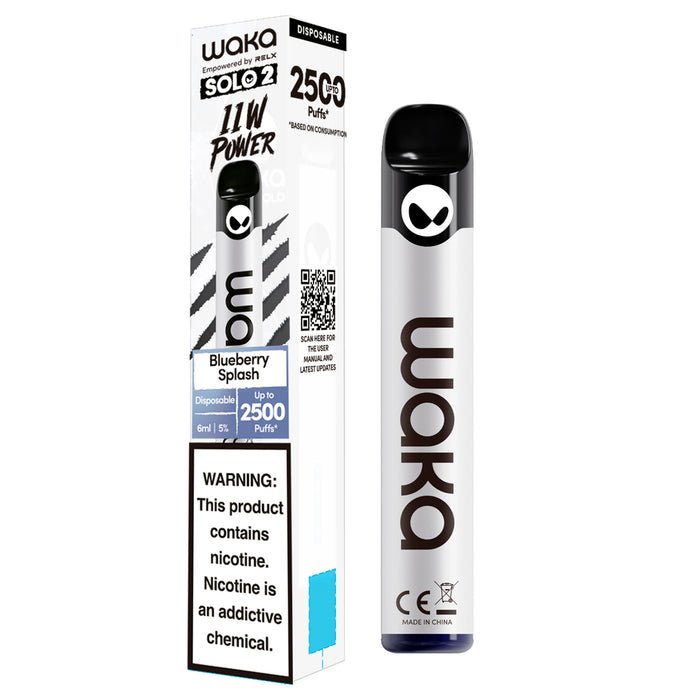 waka
Empowered by RELX
SOLO 2
11W
POWER
waka
Blueberry
Splash
Disposable
6ml | 5%
Up to
2500
Puffs*
WARNING:
This product
contains
nicotine.
Nicotine is
an addictive
chemical.
DISPOSABLE
UP TO
2500
Puffs*
*BASED ON CONSUMPTION
SCAN HERE FOR
THE USER
MANUAL AND
LATEST UPDATES
waka
CE
MADE IN CHINA